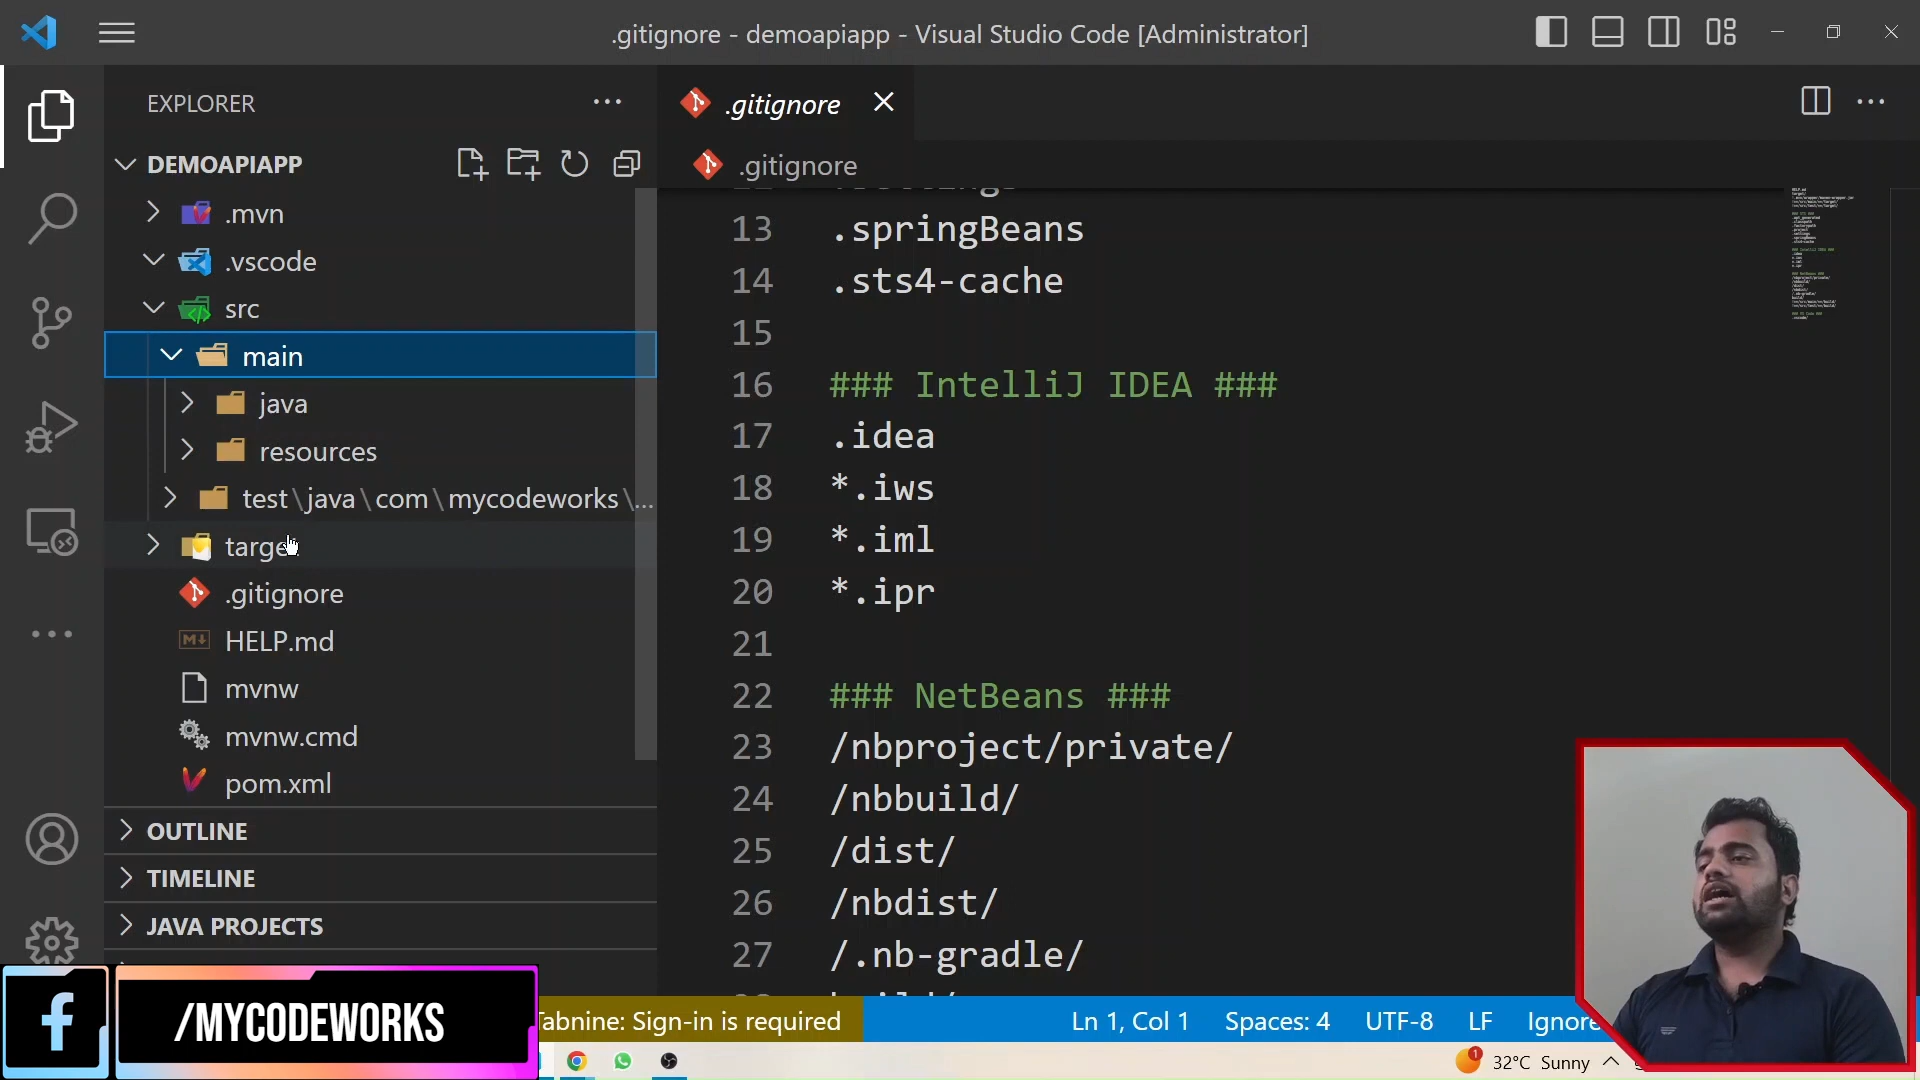 .gitignore - demoapiapp - Visual Studio Code [Administrator]
EXPLORER
DEMOAPIAPP
.mvn
.vscode
src
main
java
resources
test\java\com\mycodeworks\...
.gitignore
HELP.md
mvnw
mvnw.cmd
pom.xml
OUTLINE
TIMELINE
JAVA PROJECTS
.gitignore
.gitignore
13 .springBeans
14 .sts4-cache
15
16 ### IntelliJ IDEA ###
17 .idea
18 *.iws
19 *.iml
20 *.ipr
21
22 ### NetBeans ###
23 /nbproject/private/
24 /nbbuild/
25 /dist/
26 /nbdist/
27 /.nb-gradle/
/MYCODEWORKS
Tabnine: Sign-in is required
Ln 1, Col 1 Spaces: 4 UTF-8 LF
1
32°C Sunny